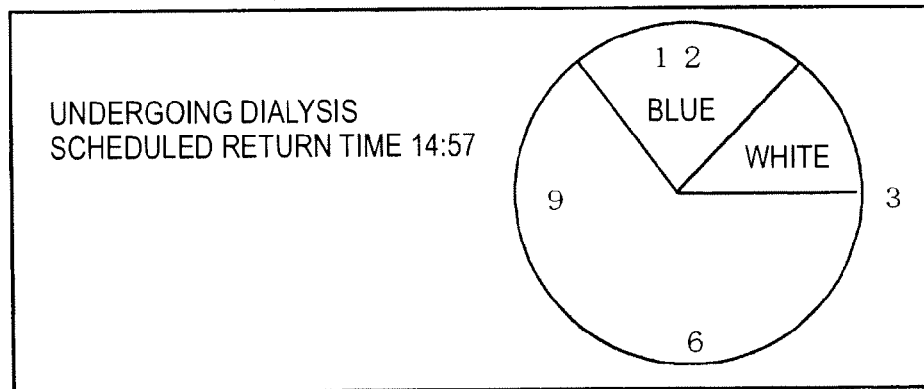 UNDERGOING DIALYSIS
SCHEDULED RETURN TIME 14:57
1 2
BLUE
WHITE
9
3
6